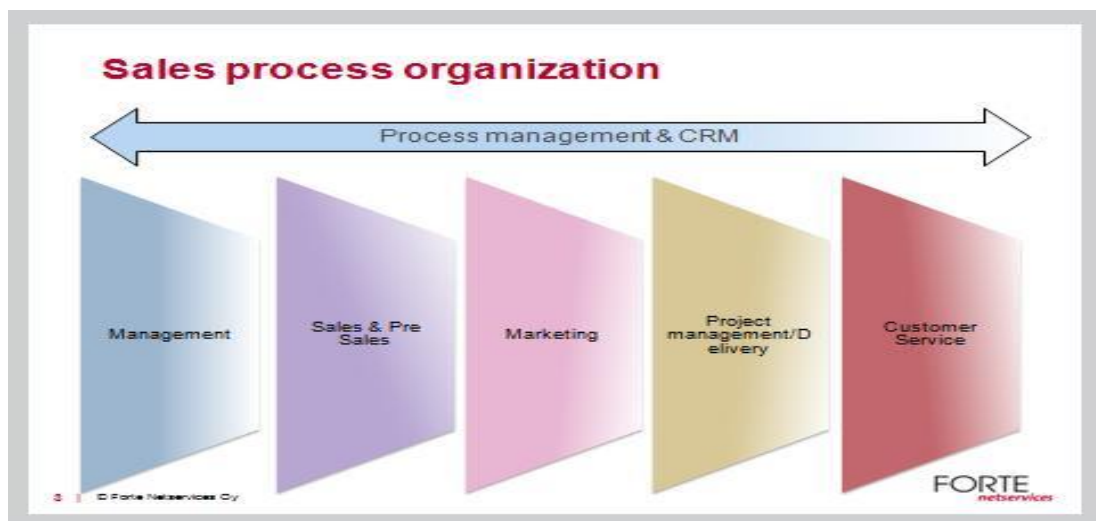 Sales process organization
Process management & CRM
Management
Sales & Pre
Sales
Marketing
Project
management/D
elivery
Customer
Service
3 | © Forte Netservices Oy
FORTE
netservices